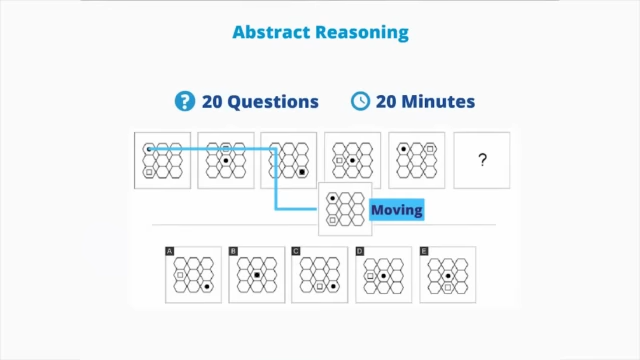 Abstract Reasoning
? 20 Questions 20 Minutes
?
Moving
A B C D E